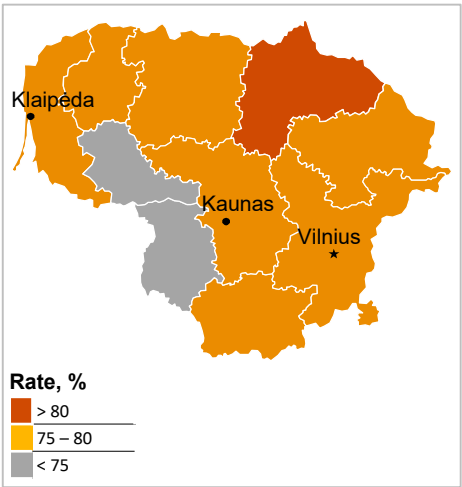 Klaipėda
Kaunas
Vilnius
Rate, %
> 80
75 – 80
< 75